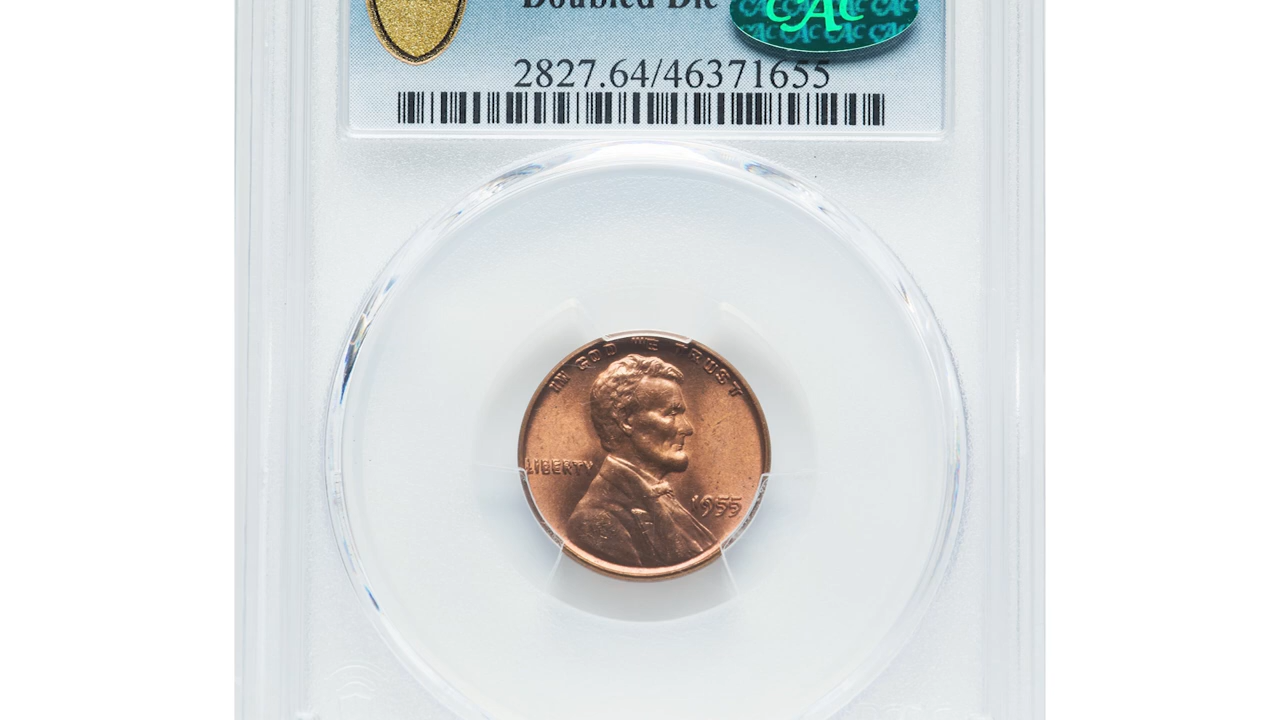 Doubled Die
CAC
2827.64/46371655
IN GOD WE TRUST
LIBERTY
1955